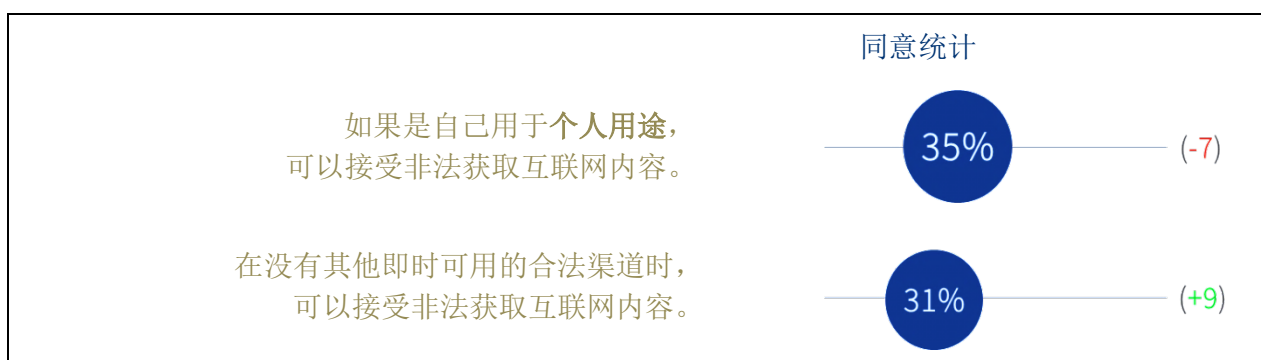 同意统计
如果是自己用于个人用途，
可以接受非法获取互联网内容。
35%
(-7)
在没有其他即时可用的合法渠道时，
可以接受非法获取互联网内容。
31%
(+9)